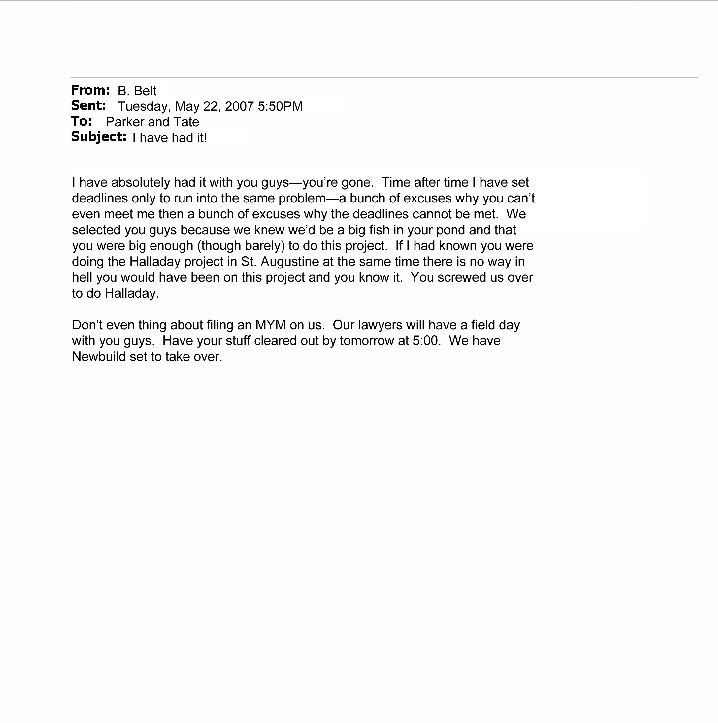 From: B. Belt
Sent: Tuesday, May 22, 2007 5:50PM
To: Parker and Tate
Subject: I have had it!
I have absolutely had it with you guys—you're gone. Time after time I have set
deadlines only to run into the same problem—a bunch of excuses why you can't
even meet me then a bunch of excuses why the deadlines cannot be met. We
selected you guys because we knew we'd be a big fish in your pond and that
you were big enough (though barely) to do this project. If I had known you were
doing the Halladay project in St. Augustine at the same time there is no way in
hell you would have been on this project and you know it. You screwed us over
to do Halladay.
Don't even thing about filing an MYM on us. Our lawyers will have a field day
with you guys. Have your stuff cleared out by tomorrow at 5:00. We have
Newbuild set to take over.